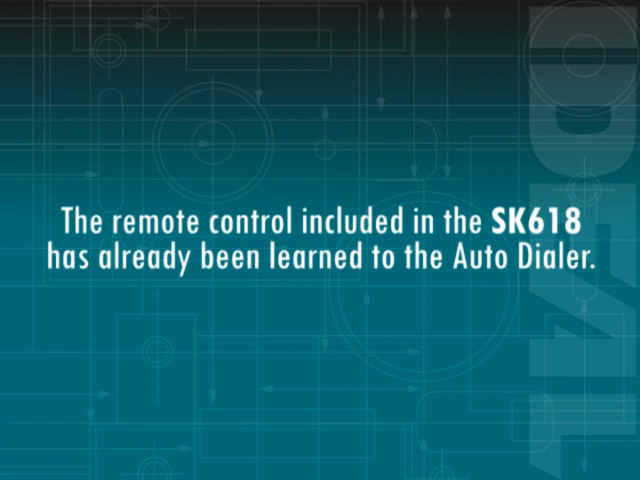 The remote control included in the SK618
has already been learned to the Auto Dialer.